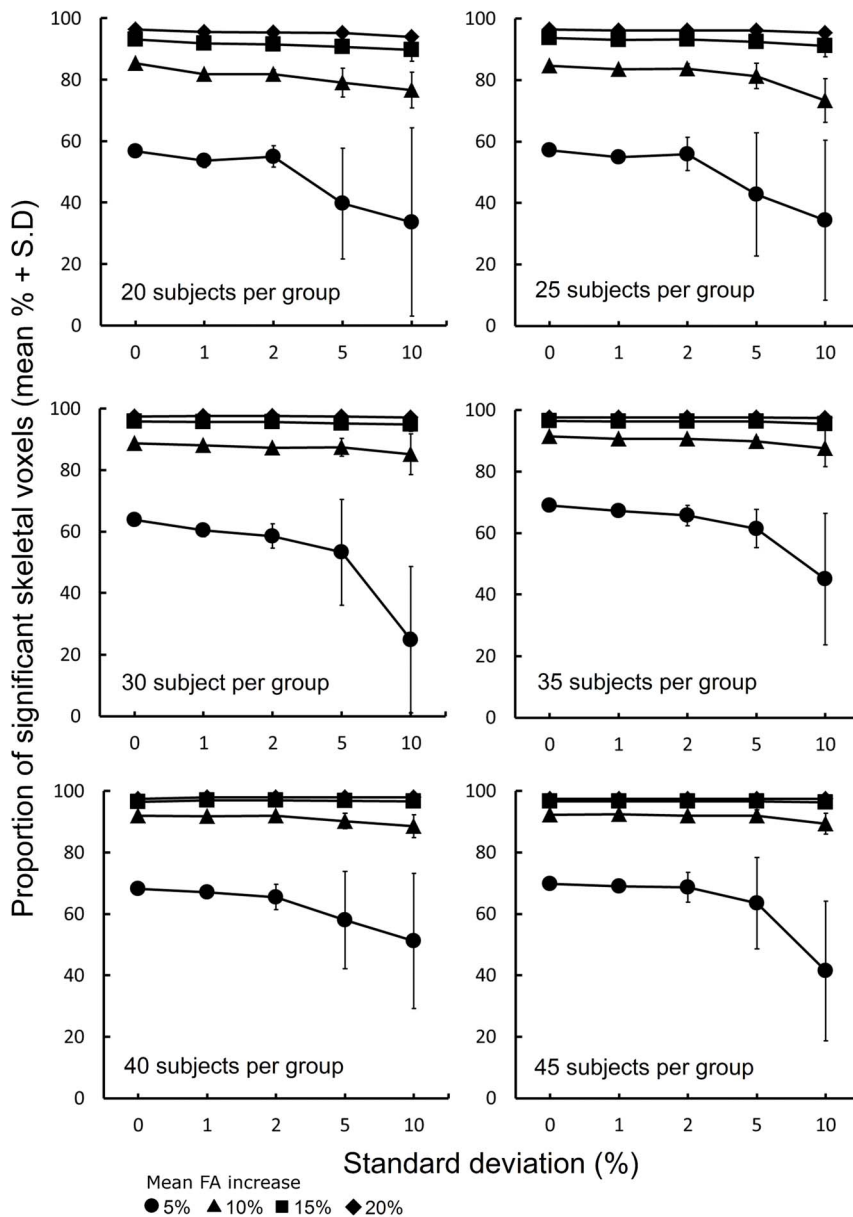 Proportion of significant skeletal voxels (mean % + S.D)
100
80
60
40
20
0
20 subjects per group
0 1 2 5 10
100
80
60
40
20
0
25 subjects per group
0 1 2 5 10
100
80
60
40
20
0
30 subject per group
0 1 2 5 10
100
80
60
40
20
0
35 subjects per group
0 1 2 5 10
100
80
60
40
20
0
40 subjects per group
0 1 2 5 10
100
80
60
40
20
0
45 subjects per group
0 1 2 5 10
Standard deviation (%)
Mean FA increase
5% 10% 15% 20%